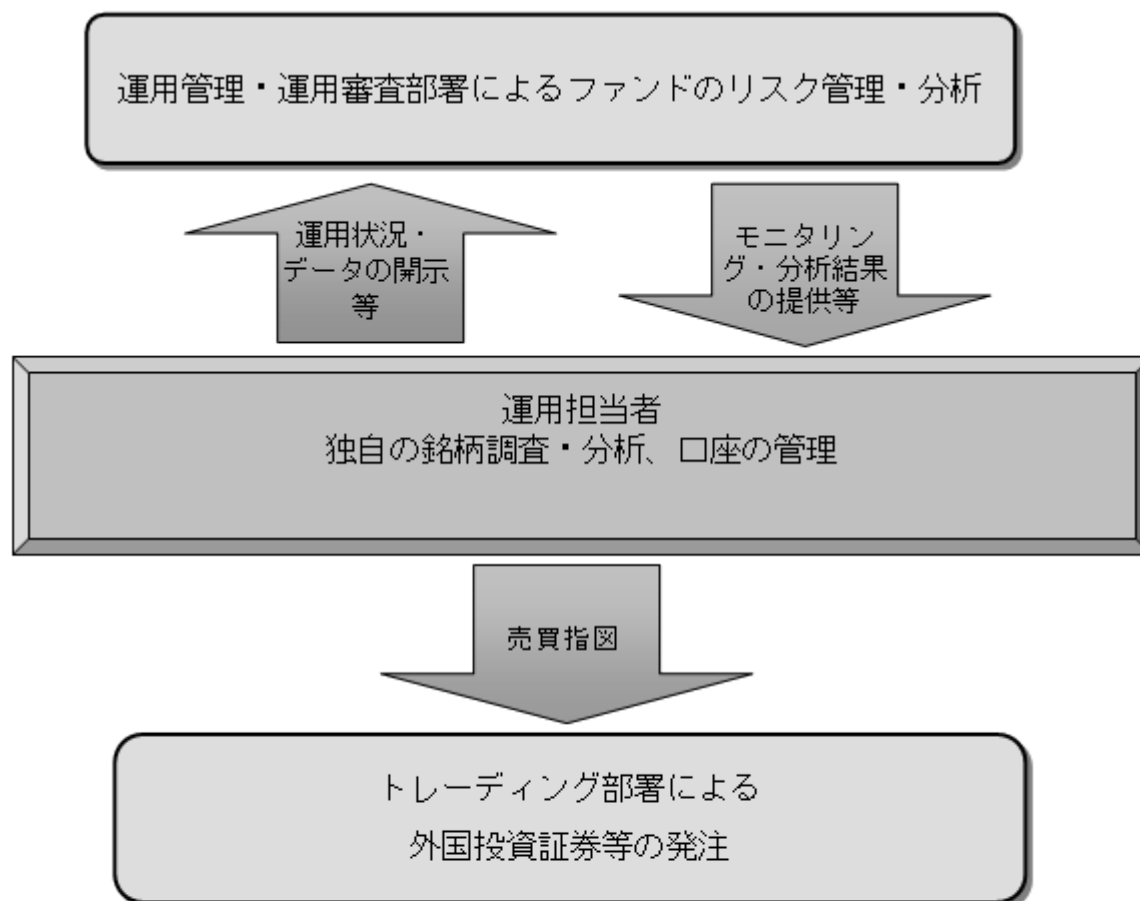 運用管理・運用審査部署によるファンドのリスク管理・分析
運用状況・
データの開示
等
モニタリン
グ・分析結果
の提供等
運用担当者
独自の銘柄調査・分析、口座の管理
売買指図
トレーディング部署による
外国投資証券等の発注